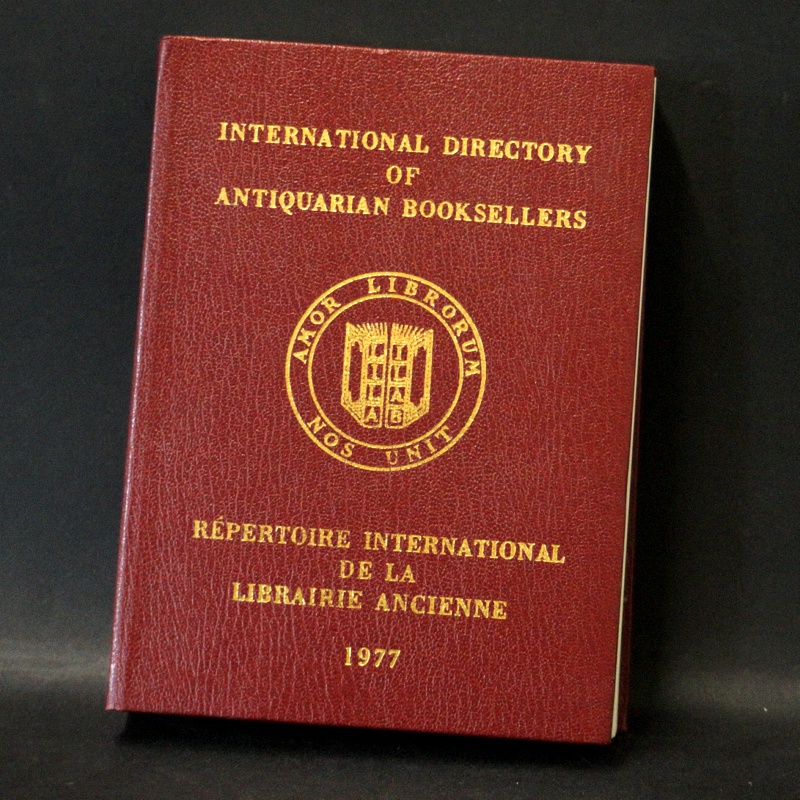 INTERNATIONAL DIRECTORY
OF
ANTIQUARIAN BOOKSELLERS
AMOR LIBRORUM
NOS UNIT
LILA
ILAB
RÉPERTOIRE INTERNATIONAL
DE LA
LIBRAIRIE ANCIENNE
1977